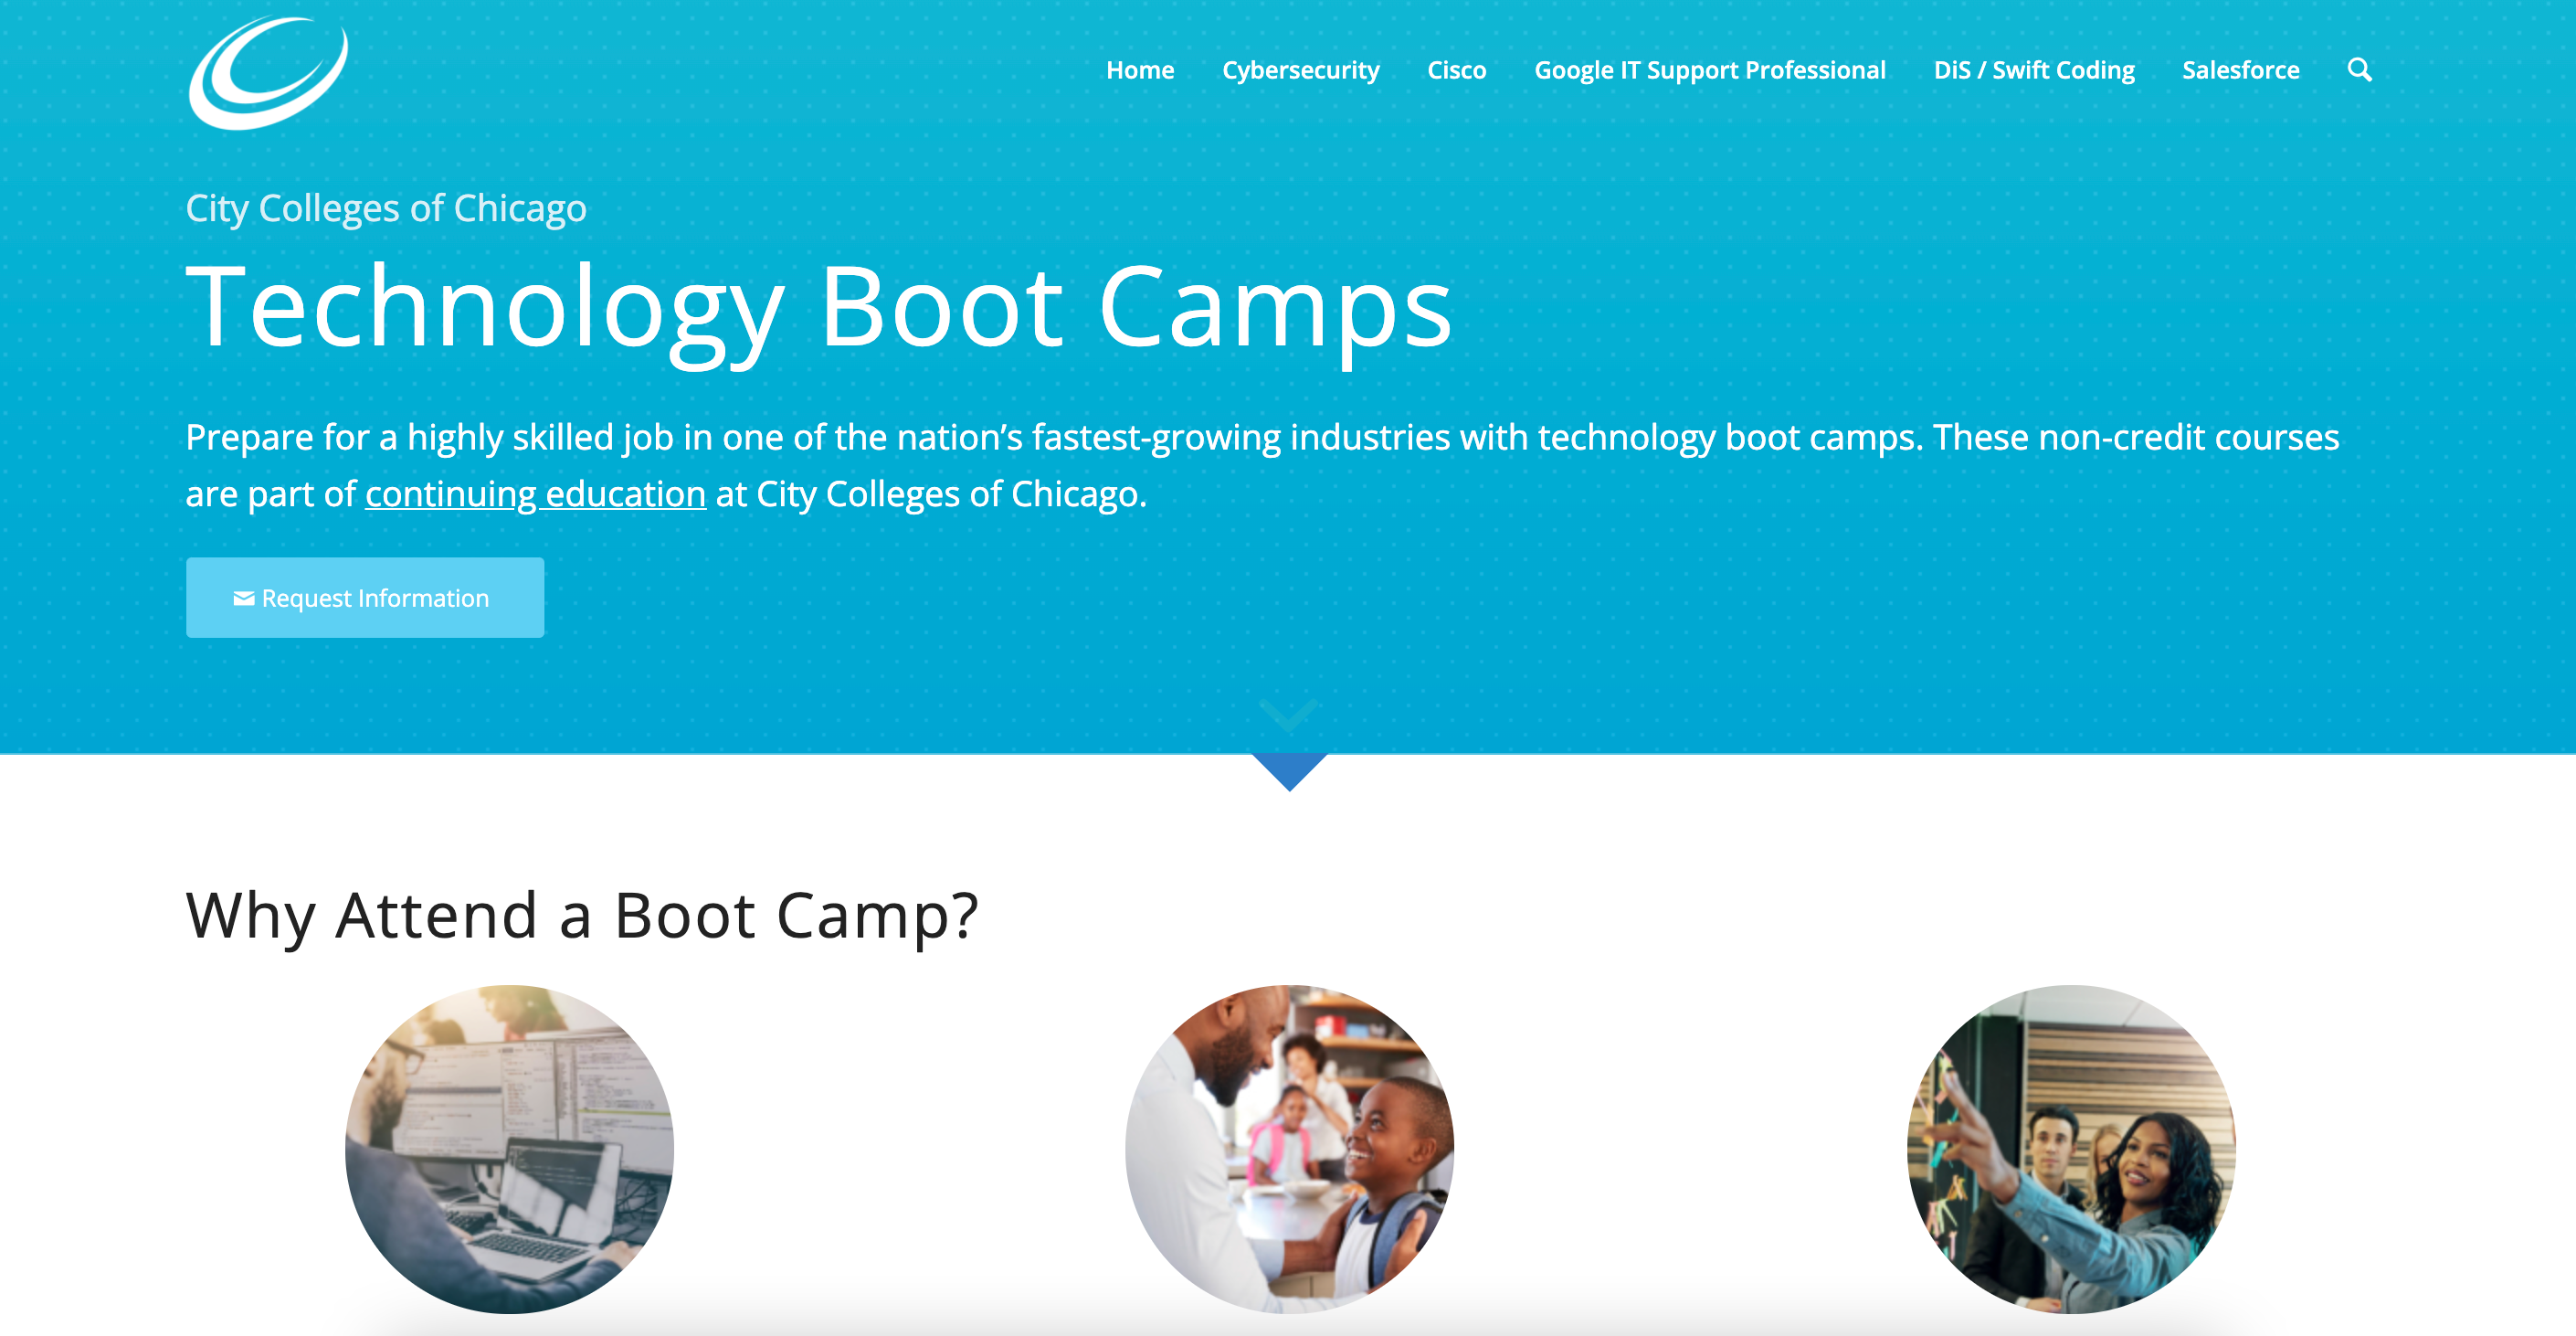 Home Cybersecurity Cisco Google IT Support Professional DiS / Swift Coding Salesforce
City Colleges of Chicago
Technology Boot Camps
Prepare for a highly skilled job in one of the nation’s fastest-growing industries with technology boot camps. These non-credit courses
are part of continuing education at City Colleges of Chicago.
Request Information
Why Attend a Boot Camp?